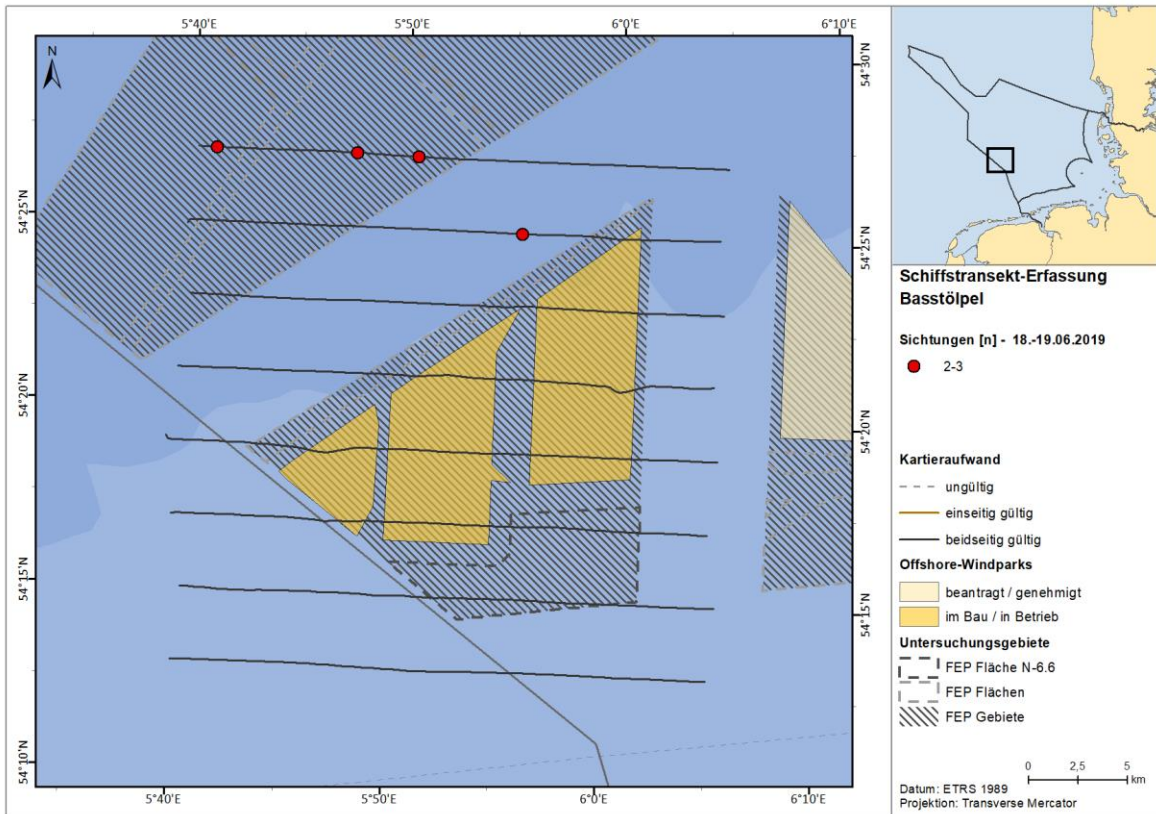 5°40'E
5°50'E
6°0'E
6°10'E
N
54°30'N
54°25'N
54°25'N
54°20'N
54°20'N
54°15'N
54°15'N
54°10'N
5°40'E
5°50'E
6°0'E
6°10'E
Schiffstransekt-Erfassung
Basstölpel
Sichtungen [n] - 18.-19.06.2019
2-3
Kartieraufwand
ungültig
einseitig gültig
beidseitig gültig
Offshore-Windparks
beantragt / genehmigt
im Bau / in Betrieb
Untersuchungsgebiete
FEP Fläche N-6.6
FEP Flächen
FEP Gebiete
0 2,5 5
km
Datum: ETRS 1989
Projektion: Transverse Mercator